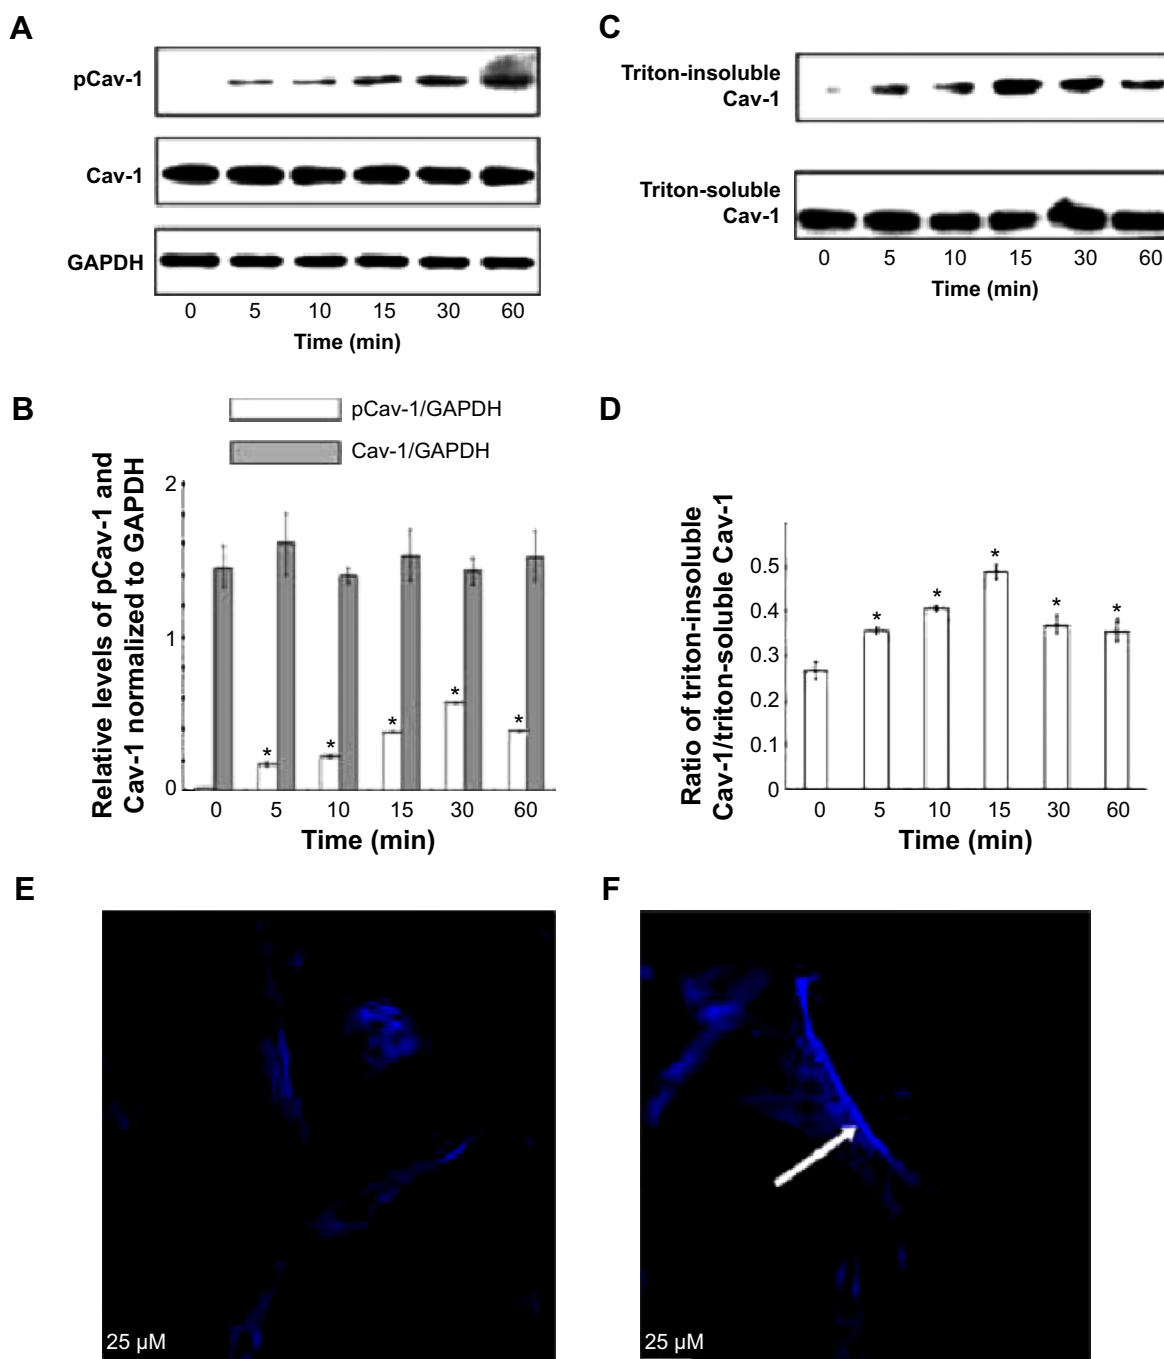 A
pCav-1
Cav-1
GAPDH
0 5 10 15 30 60
Time (min)
C
Triton-insoluble
Cav-1
Triton-soluble
Cav-1
0 5 10 15 30 60
Time (min)
B
pCav-1/GAPDH
Cav-1/GAPDH
Relative levels of pCav-1 and
Cav-1 normalized to GAPDH
2
1
0
* * * * *
0 5 10 15 30 60
Time (min)
D
Ratio of triton-insoluble
Cav-1/triton-soluble Cav-1
0.5
0.4
0.3
0.2
0.1
0
* * * * *
0 5 10 15 30 60
Time (min)
E
25 µM
F
25 µM